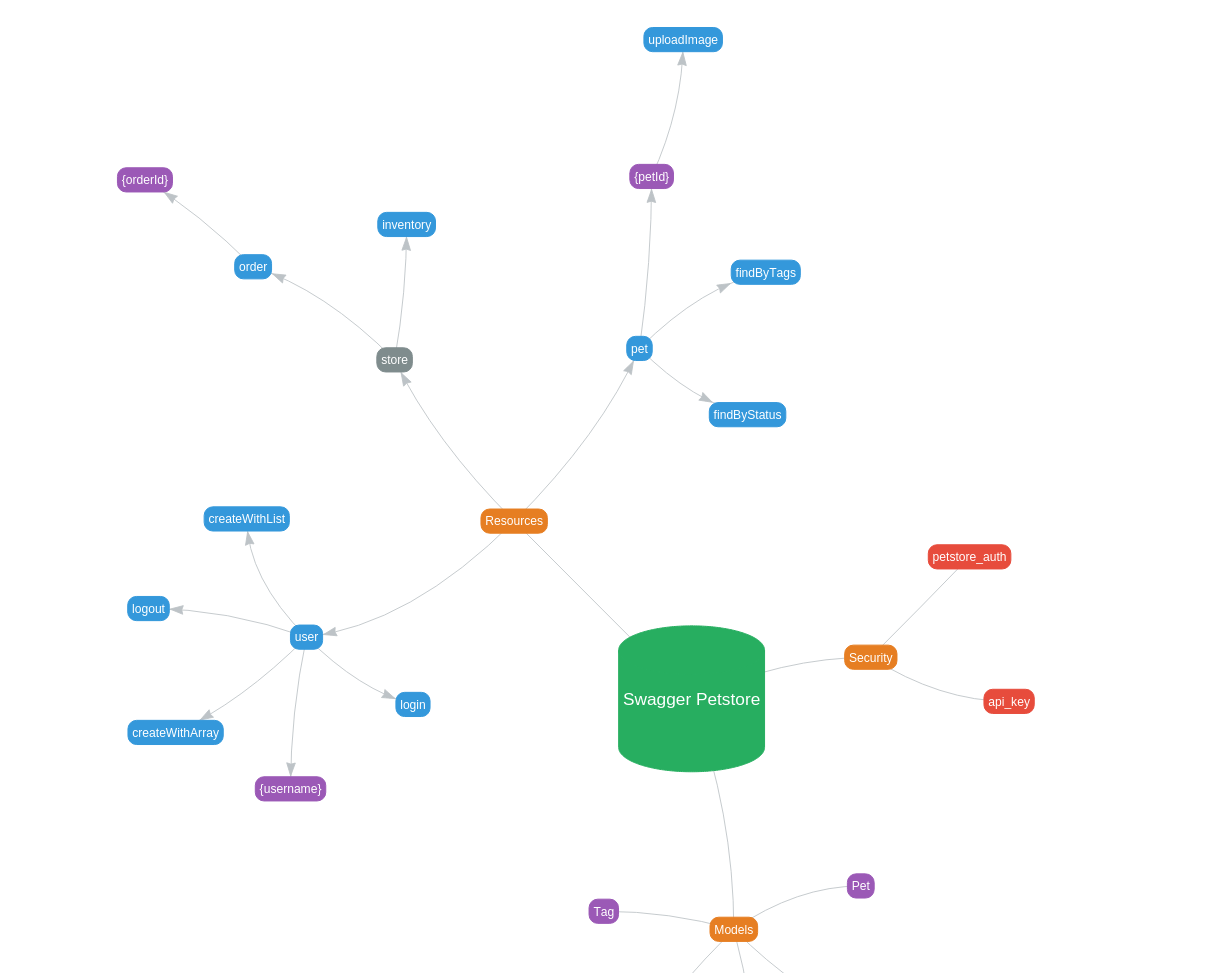 uploadImage
{orderId}
{petId}
inventory
order
findByTags
pet
store
findByStatus
createWithList
Resources
petstore_auth
logout
user
Security
Swagger Petstore
api_key
login
createWithArray
{username}
Pet
Tag
Models